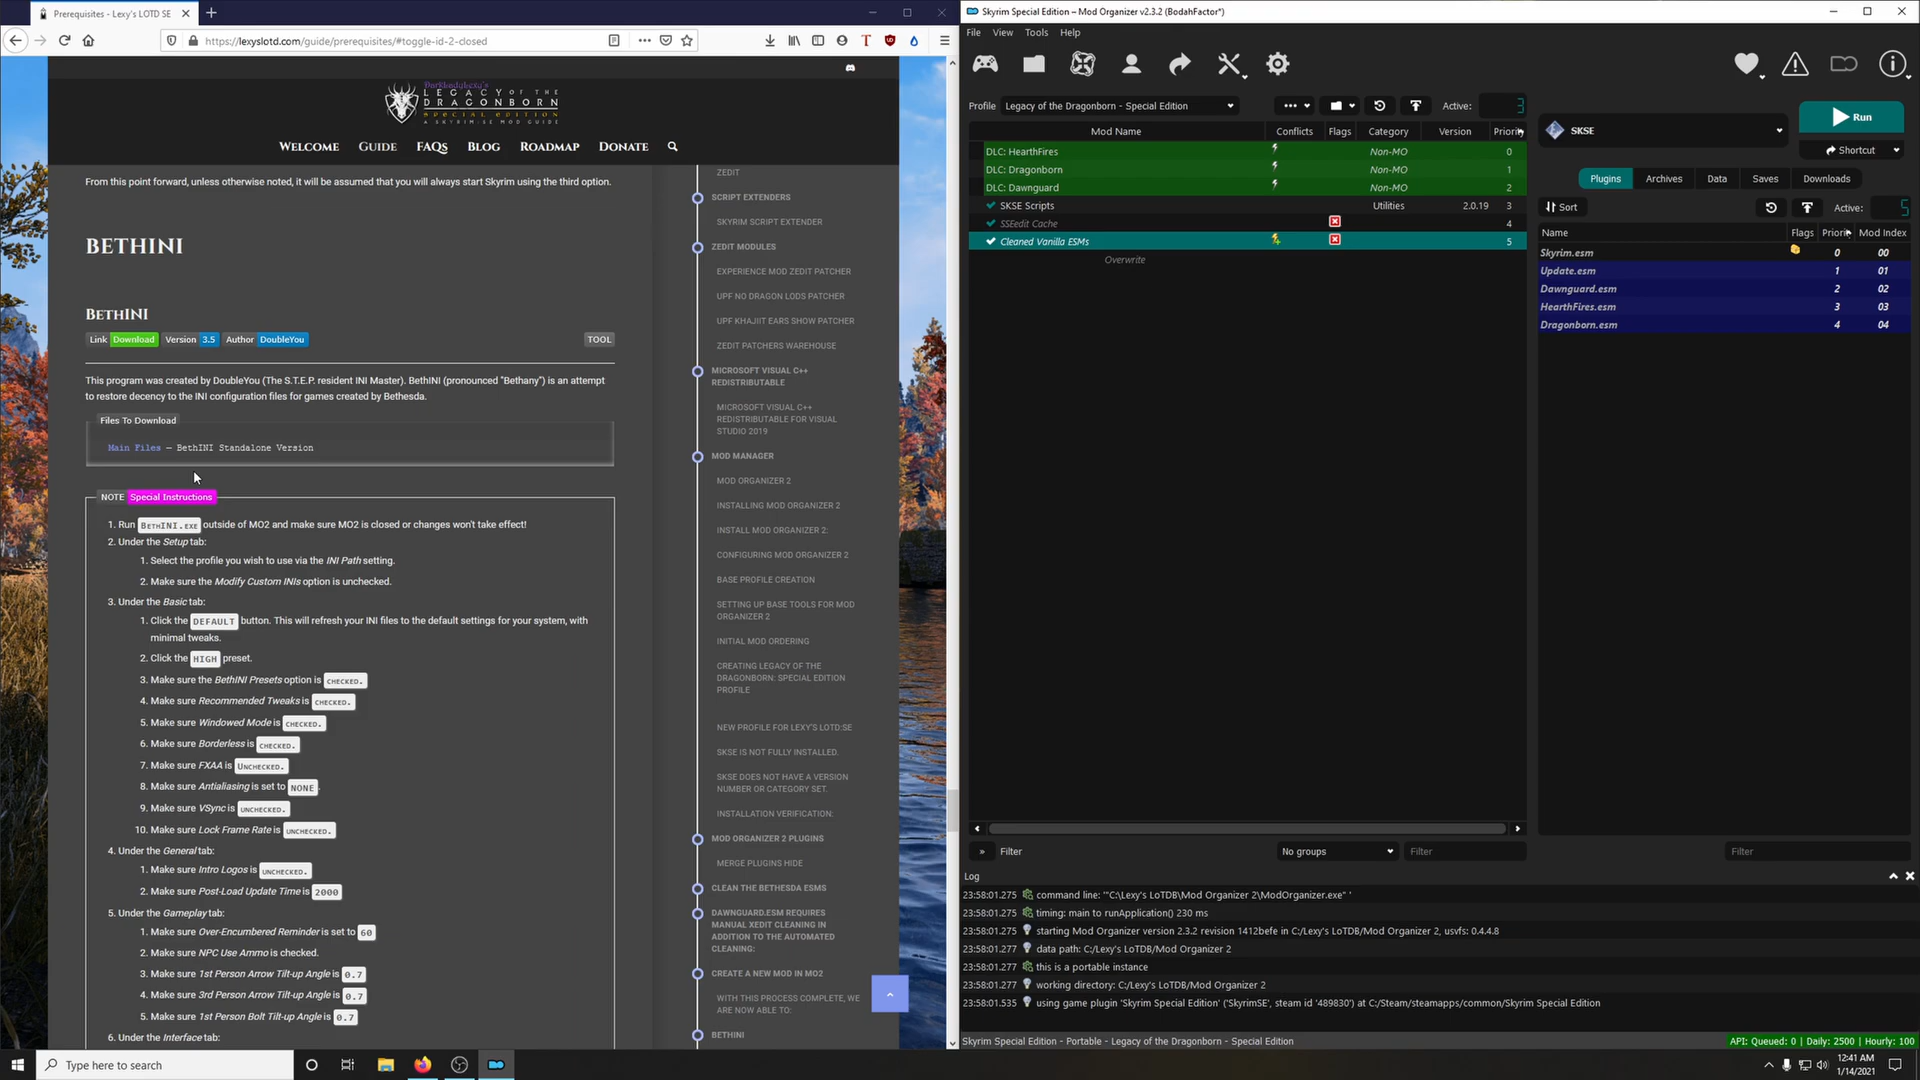 Prerequisites - Lexy's LOTD SE
https://lexyslotd.com/guide/prerequisites/#toggle-id-2-closed
DarkladyLexy's
LEGACY OF THE
DRAGONBORN
SPECIAL EDITION
A SKYRIM:SE MOD GUIDE
WELCOME GUIDE FAQS BLOG ROADMAP DONATE
From this point forward, unless otherwise noted, it will be assumed that you will always start Skyrim using the third option.
BETHINI
BETHINI
Link Download Version 3.5 Author DoubleYou TOOL
This program was created by DoubleYou (The S.T.E.P. resident INI Master). BethINI (pronounced "Bethany") is an attempt
to restore decency to the INI configuration files for games created by Bethesda.
Files To Download
Main Files – BethINI Standalone Version
NOTE Special Instructions
1. Run BETHINI.EXE outside of MO2 and make sure MO2 is closed or changes won't take effect!
2. Under the Setup tab:
1. Select the profile you wish to use via the INI Path setting.
2. Make sure the Modify Custom INIs option is unchecked.
3. Under the Basic tab:
1. Click the DEFAULT button. This will refresh your INI files to the default settings for your system, with
minimal tweaks.
2. Click the HIGH preset.
3. Make sure the BethINI Presets option is CHECKED.
4. Make sure Recommended Tweaks is CHECKED.
5. Make sure Windowed Mode is CHECKED.
6. Make sure Borderless is CHECKED.
7. Make sure FXAA is UNCHECKED.
8. Make sure Antialiasing is set to NONE
9. Make sure VSync is UNCHECKED.
10. Make sure Lock Frame Rate is UNCHECKED.
4. Under the General tab:
1. Make sure Intro Logos is UNCHECKED.
2. Make sure Post-Load Update Time is 2000
5. Under the Gameplay tab:
1. Make sure Over-Encumbered Reminder is set to 60
2. Make sure NPC Use Ammo is checked.
3. Make sure 1st Person Arrow Tilt-up Angle is 0.7
4. Make sure 3rd Person Arrow Tilt-up Angle is 0.7
5. Make sure 1st Person Bolt Tilt-up Angle is 0.7
6. Under the Interface tab:
ZEDIT
SCRIPT EXTENDERS
SKYRIM SCRIPT EXTENDER
ZEDIT MODULES
EXPERIENCE MOD ZEDIT PATCHER
UPF NO DRAGON LODS PATCHER
UPF KHAJIIT EARS SHOW PATCHER
ZEDIT PATCHERS WAREHOUSE
MICROSOFT VISUAL C++
REDISTRIBUTABLE
MICROSOFT VISUAL C++
REDISTRIBUTABLE FOR VISUAL
STUDIO 2019
MOD MANAGER
MOD ORGANIZER 2
INSTALLING MOD ORGANIZER 2
INSTALL MOD ORGANIZER 2:
CONFIGURING MOD ORGANIZER 2
BASE PROFILE CREATION
SETTING UP BASE TOOLS FOR MOD
ORGANIZER 2
INITIAL MOD ORDERING
CREATING LEGACY OF THE
DRAGONBORN: SPECIAL EDITION
PROFILE
NEW PROFILE FOR LEXY'S LOTD:SE
SKSE IS NOT FULLY INSTALLED.
SKSE DOES NOT HAVE A VERSION
NUMBER OR CATEGORY SET.
INSTALLATION VERIFICATION:
MOD ORGANIZER 2 PLUGINS
MERGE PLUGINS HIDE
CLEAN THE BETHESDA ESMS
DAWNGUARD.ESM REQUIRES
MANUAL XEDIT CLEANING IN
ADDITION TO THE AUTOMATED
CLEANING:
CREATE A NEW MOD IN MO2
WITH THIS PROCESS COMPLETE, WE
ARE NOW ABLE TO:
BETHINI
Skyrim Special Edition – Mod Organizer v2.3.2 (BodahFactor*)
File View Tools Help
Profile Legacy of the Dragonborn - Special Edition Active: 3
Mod Name Conflicts Flags Category Version Priority
DLC: HearthFires Non-MO 0
DLC: Dragonborn Non-MO 1
DLC: Dawnguard Non-MO 2
SKSE Scripts Utilities 2.0.19 3
SSEedit Cache 4
Cleaned Vanilla ESMs 5
Overwrite
» Filter No groups Filter
SKSE Run
Shortcut
Plugins Archives Data Saves Downloads
Sort Active: 5
Name Flags Priority Mod Index
Skyrim.esm 0 00
Update.esm 1 01
Dawnguard.esm 2 02
HearthFires.esm 3 03
Dragonborn.esm 4 04
Filter
Log
23:58:01.275 command line: '"C:\Lexy's LoTDB\Mod Organizer 2\ModOrganizer.exe" '
23:58:01.275 timing: main to runApplication() 230 ms
23:58:01.275 starting Mod Organizer version 2.3.2 revision 1412befe in C:/Lexy's LoTDB/Mod Organizer 2, usvfs: 0.4.4.8
23:58:01.277 data path: C:/Lexy's LoTDB/Mod Organizer 2
23:58:01.277 this is a portable instance
23:58:01.277 working directory: C:/Lexy's LoTDB/Mod Organizer 2
23:58:01.535 using game plugin 'Skyrim Special Edition' ('SkyrimSE', steam id '489830') at C:/Steam/steamapps/common/Skyrim Special Edition
Skyrim Special Edition - Portable - Legacy of the Dragonborn - Special Edition API: Queued: 0 | Daily: 2500 | Hourly: 100
Type here to search
12:41 AM
1/14/2021